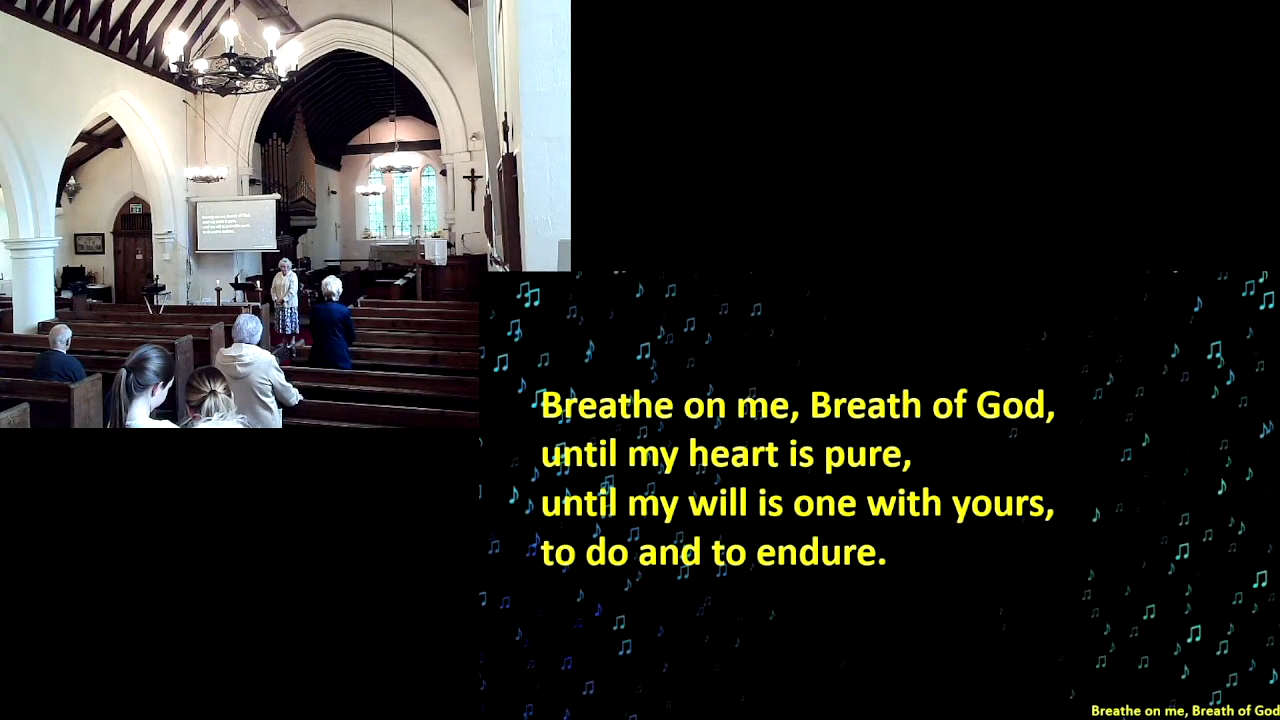 Breathe on me, Breath of God,
until my heart is pure,
until my will is one with yours,
to do and to endure.
Breathe on me, Breath of God